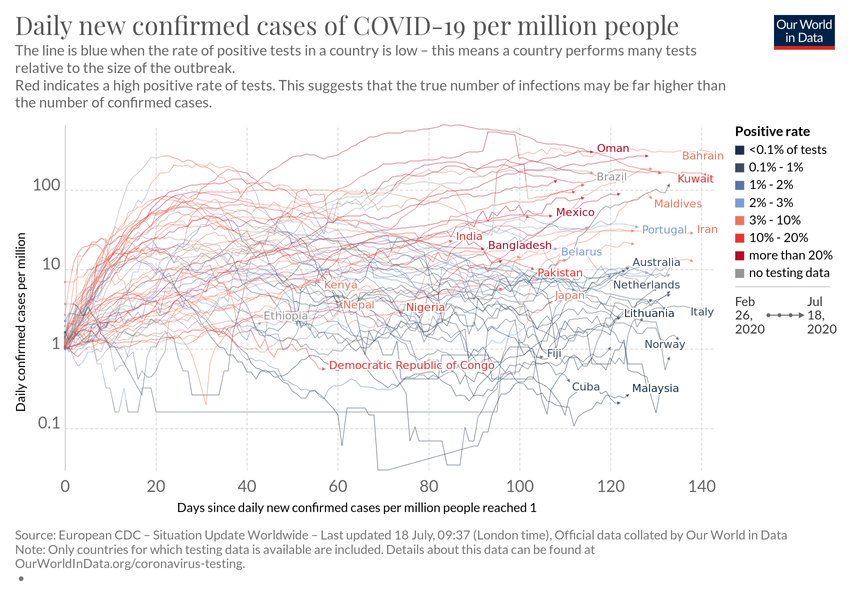 Daily new confirmed cases of COVID-19 per million people
Our World
in Data
The line is blue when the rate of positive tests in a country is low – this means a country performs many tests
relative to the size of the outbreak.
Red indicates a high positive rate of tests. This suggests that the true number of infections may be far higher than
the number of confirmed cases.
Positive rate
<0.1% of tests
0.1% - 1%
1% - 2%
2% - 3%
3% - 10%
10% - 20%
more than 20%
no testing data
Feb
26,
2020
Jul
18,
2020
Daily confirmed cases per million
100
10
1
0.1
Oman
Bahrain
Brazil
Kuwait
Maldives
Mexico
Portugal
Iran
India
Bangladesh
Belarus
Australia
Pakistan
Kenya
Netherlands
Japan
Nepal
Nigeria
Ethiopia
Lithuania
Italy
Norway
Fiji
Democratic Republic of Congo
Cuba
Malaysia
0
20
40
60
80
100
120
140
Days since daily new confirmed cases per million people reached 1
Source: European CDC – Situation Update Worldwide – Last updated 18 July, 09:37 (London time), Official data collated by Our World in Data
Note: Only countries for which testing data is available are included. Details about this data can be found at
OurWorldInData.org/coronavirus-testing.